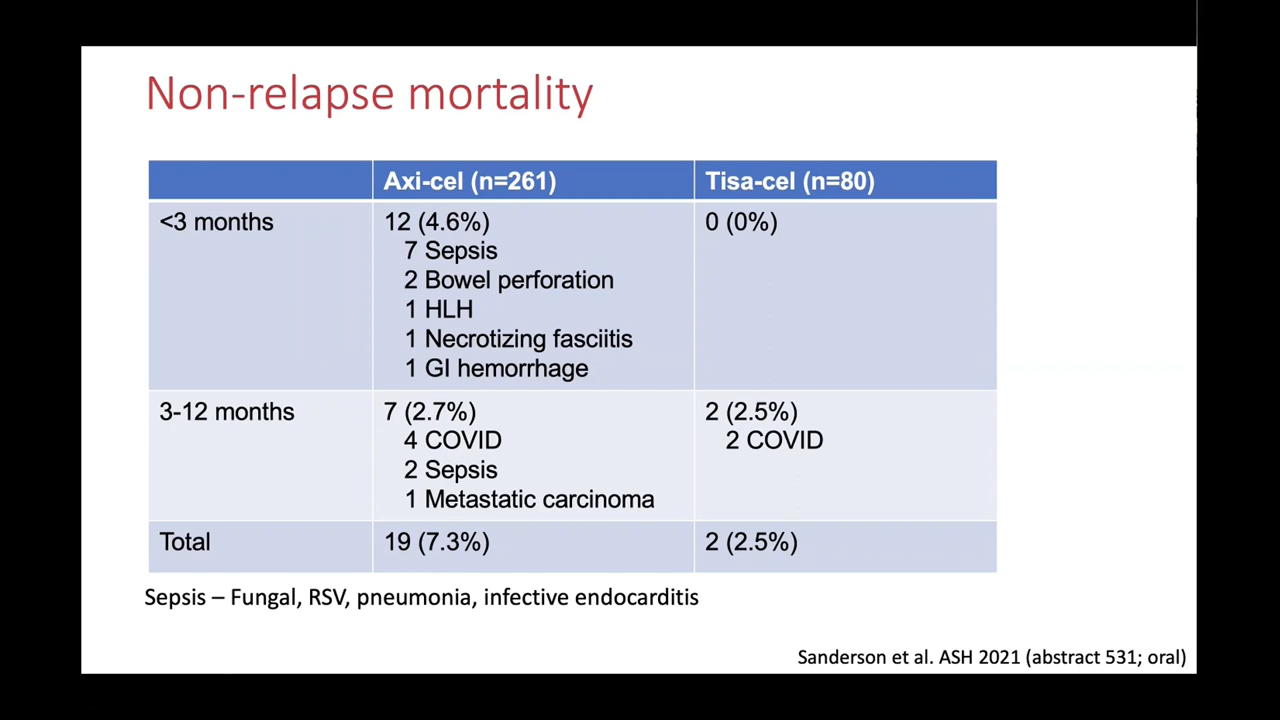 Non-relapse mortality
Axi-cel (n=261) Tisa-cel (n=80)
<3 months 12 (4.6%) 0 (0%)
7 Sepsis
2 Bowel perforation
1 HLH
1 Necrotizing fasciitis
1 GI hemorrhage
3-12 months 7 (2.7%) 2 (2.5%)
4 COVID 2 COVID
2 Sepsis
1 Metastatic carcinoma
Total 19 (7.3%) 2 (2.5%)
Sepsis – Fungal, RSV, pneumonia, infective endocarditis
Sanderson et al. ASH 2021 (abstract 531; oral)